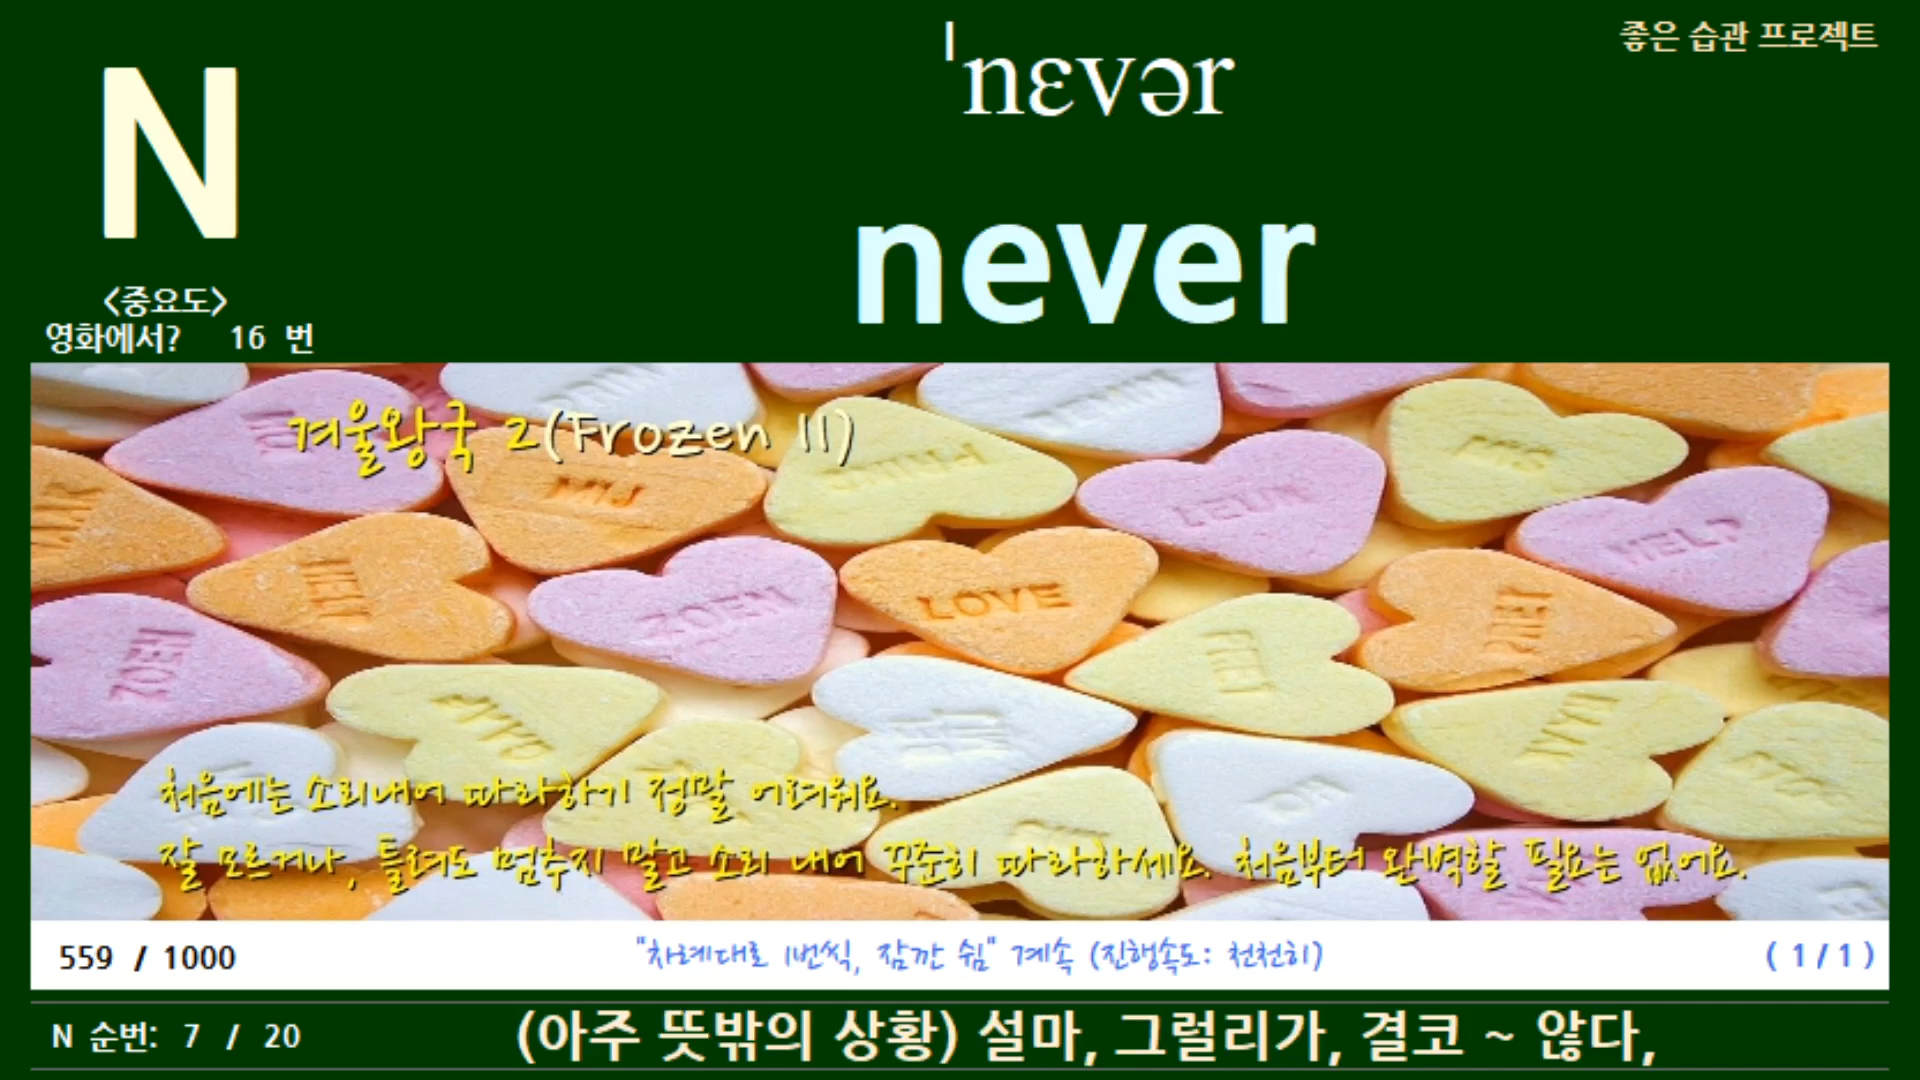 좋은 습관 프로젝트
ˈnɛvər
N
never
<중요도>
영화에서? 16 번
겨울왕국 2(Frozen II)
MIJ
LEUK
HELP
ZOEN
LOVE
처음에는 소리내어 따라하기 정말 어려워요.
잘 모르거나, 틀려도 멈추지 말고 소리 내어 꾸준히 따라하세요. 처음부터 완벽할 필요는 없어요.
559 / 1000
"차례대로 1번씩, 잠깐 쉼" 계속 (진행속도: 천천히)
( 1 / 1 )
N 순번: 7 / 20
(아주 뜻밖의 상황) 설마, 그럴리가, 결코 ~ 않다,